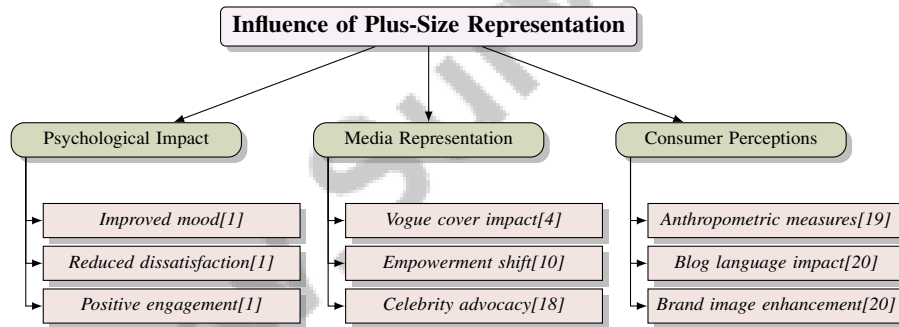 Influence of Plus-Size Representation
Psychological Impact
Media Representation
Consumer Perceptions
Improved mood[1]
Vogue cover impact[4]
Anthropometric measures[19]
Reduced dissatisfaction[1]
Empowerment shift[10]
Blog language impact[20]
Positive engagement[1]
Celebrity advocacy[18]
Brand image enhancement[20]